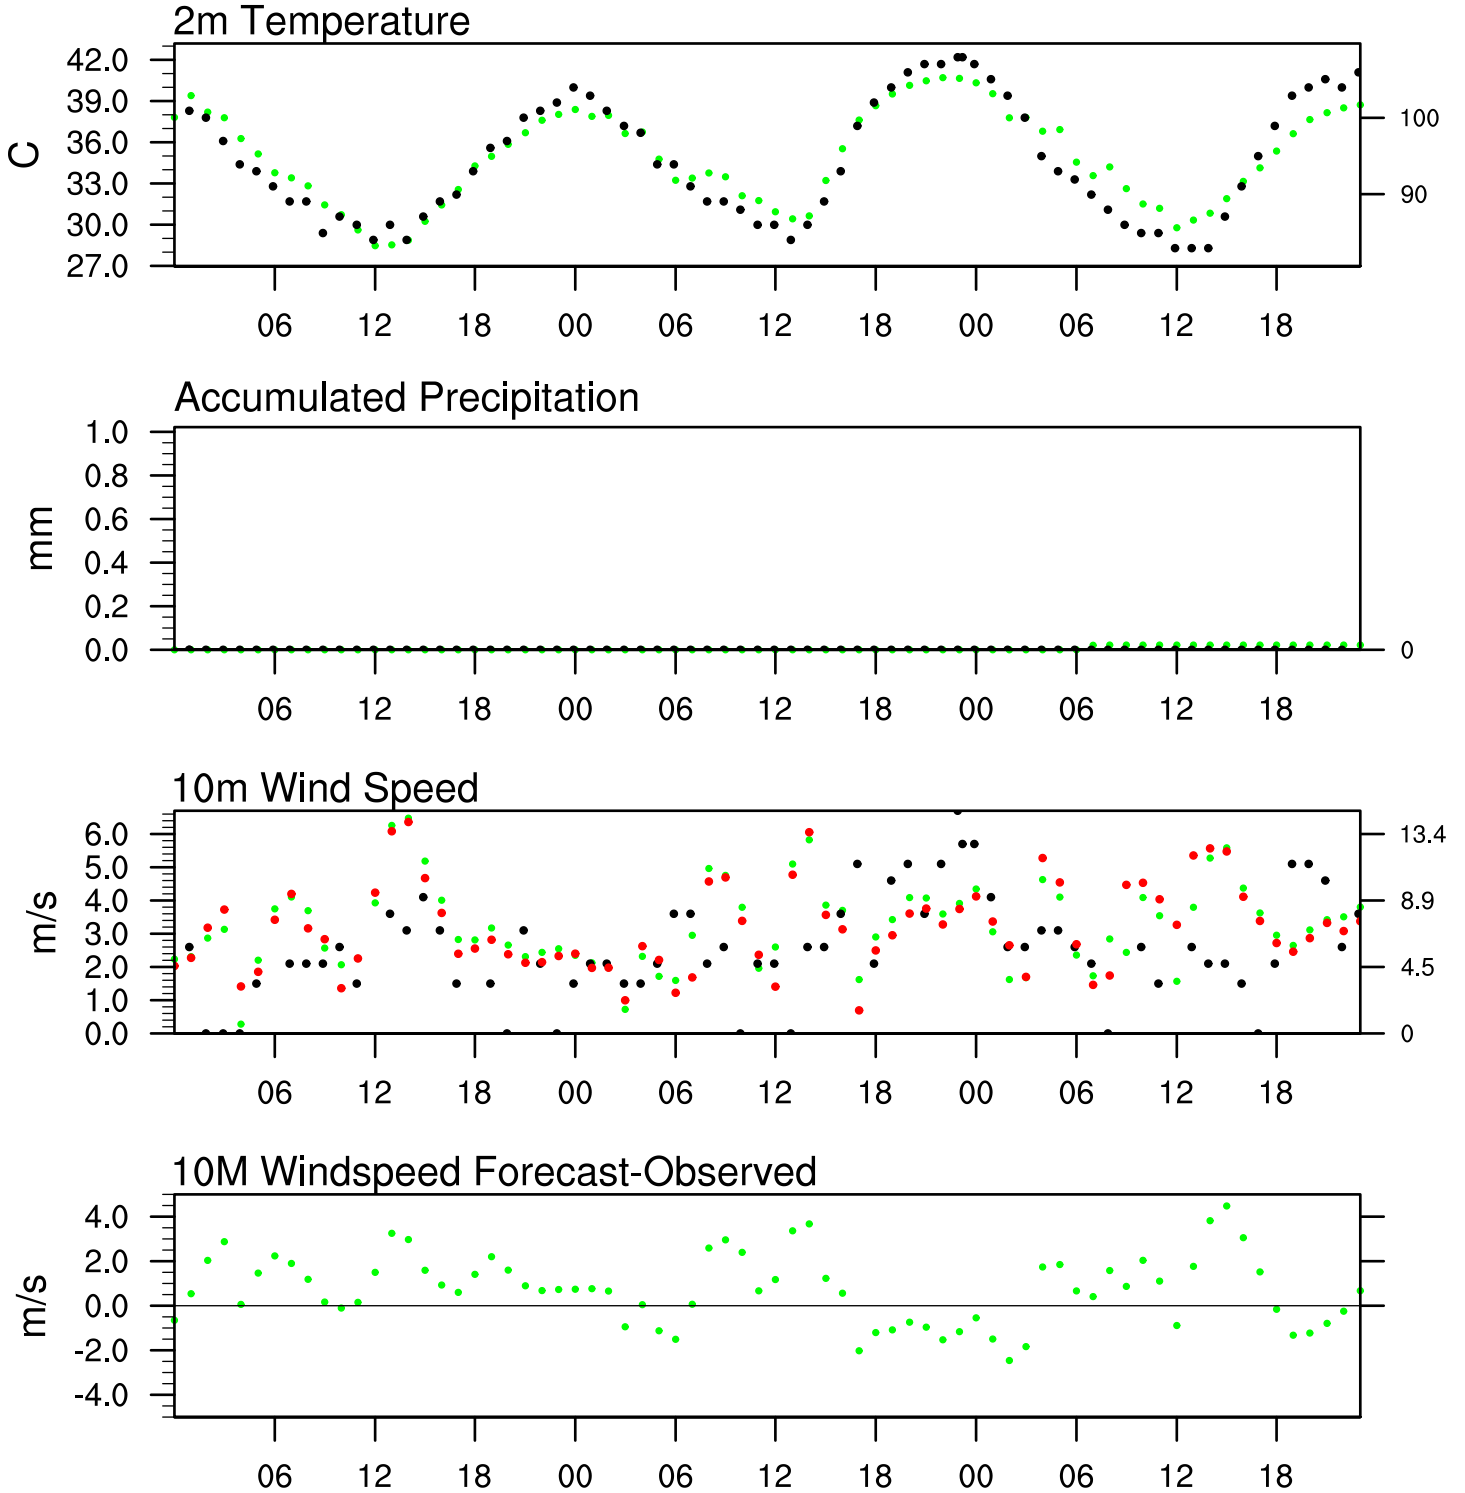 2m Temperature
42.0
39.0
36.0
33.0
30.0
27.0
C
100
90
06 12 18 00 06 12 18 00 06 12 18
Accumulated Precipitation
1.0
0.8
0.6
0.4
0.2
0.0
mm
0
06 12 18 00 06 12 18 00 06 12 18
10m Wind Speed
6.0
5.0
4.0
3.0
2.0
1.0
0.0
m/s
13.4
8.9
4.5
0
06 12 18 00 06 12 18 00 06 12 18
10M Windspeed Forecast-Observed
4.0
2.0
0.0
-2.0
-4.0
m/s
06 12 18 00 06 12 18 00 06 12 18